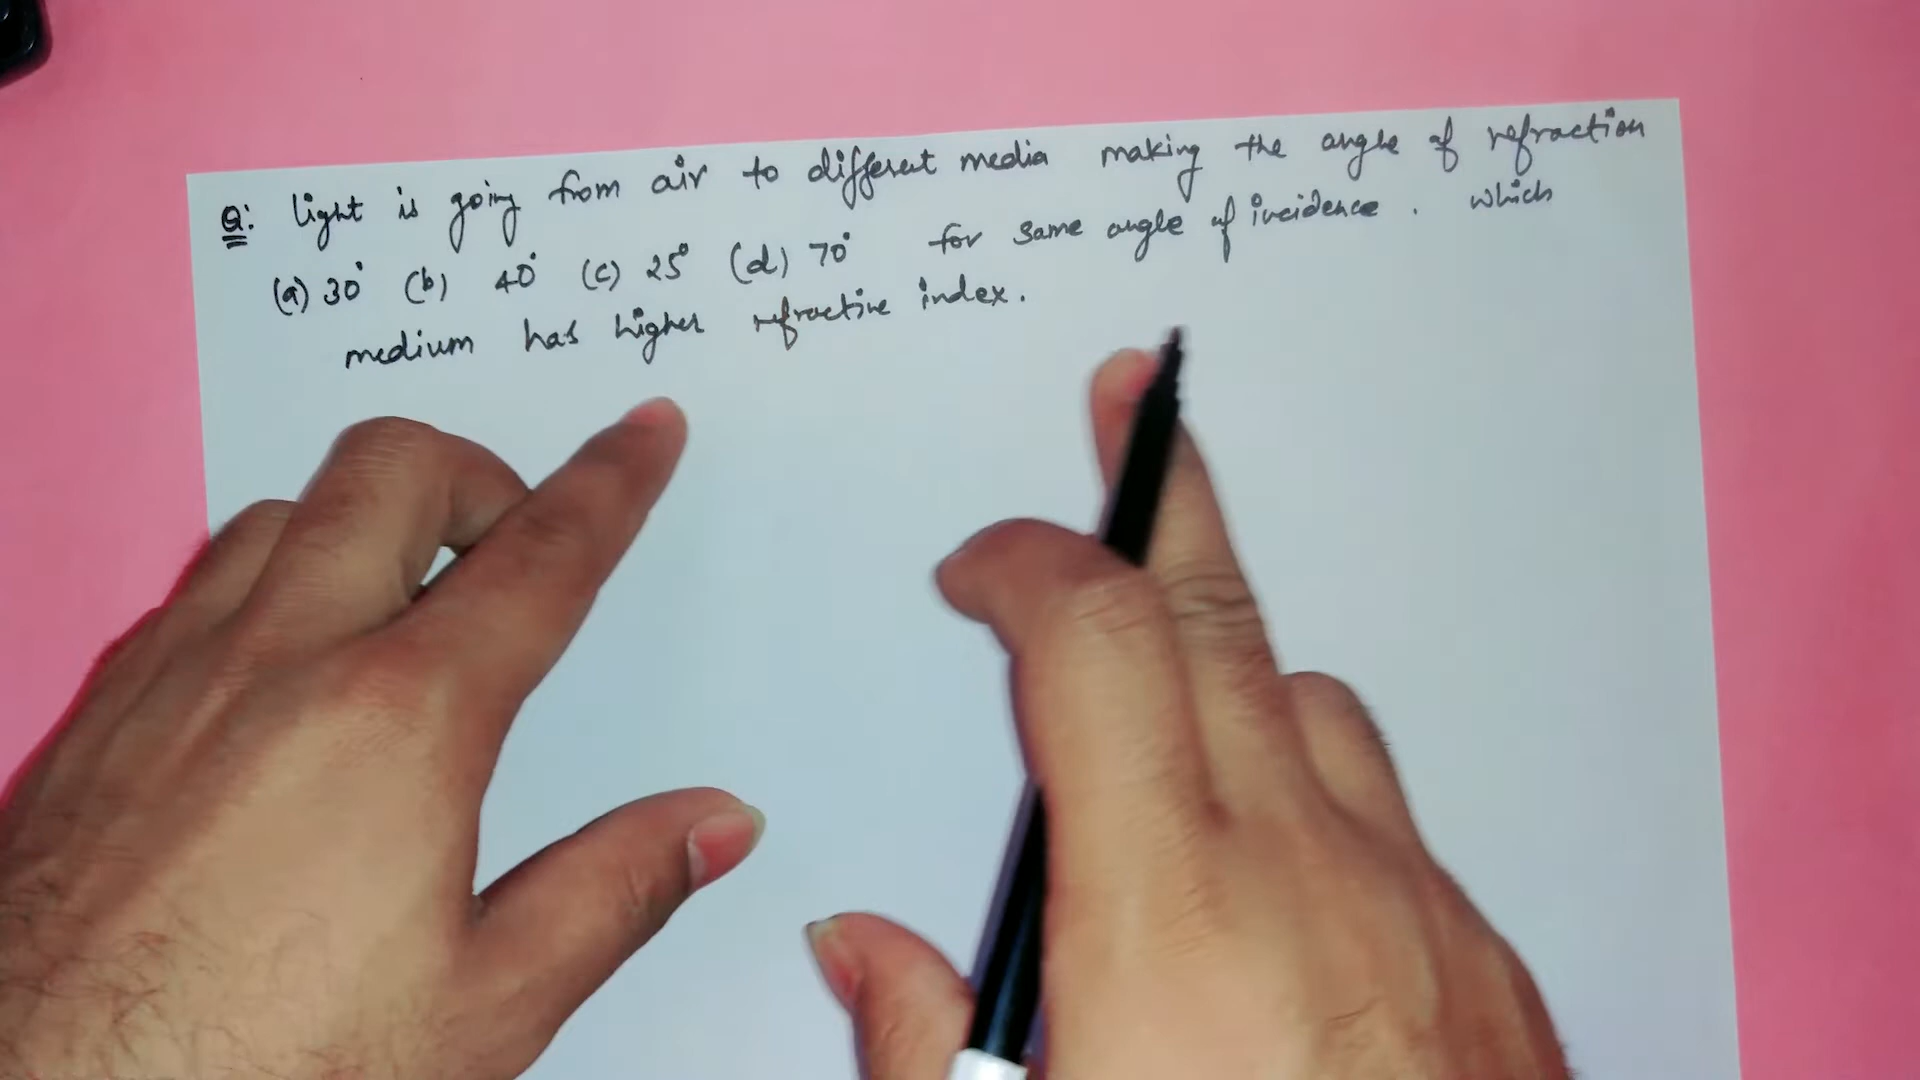 Q: light is going from air to different media making the angle of refraction
(a) 30° (b) 40° (c) 25° (d) 70° for same angle of incidence. which
medium has higher refractive index.